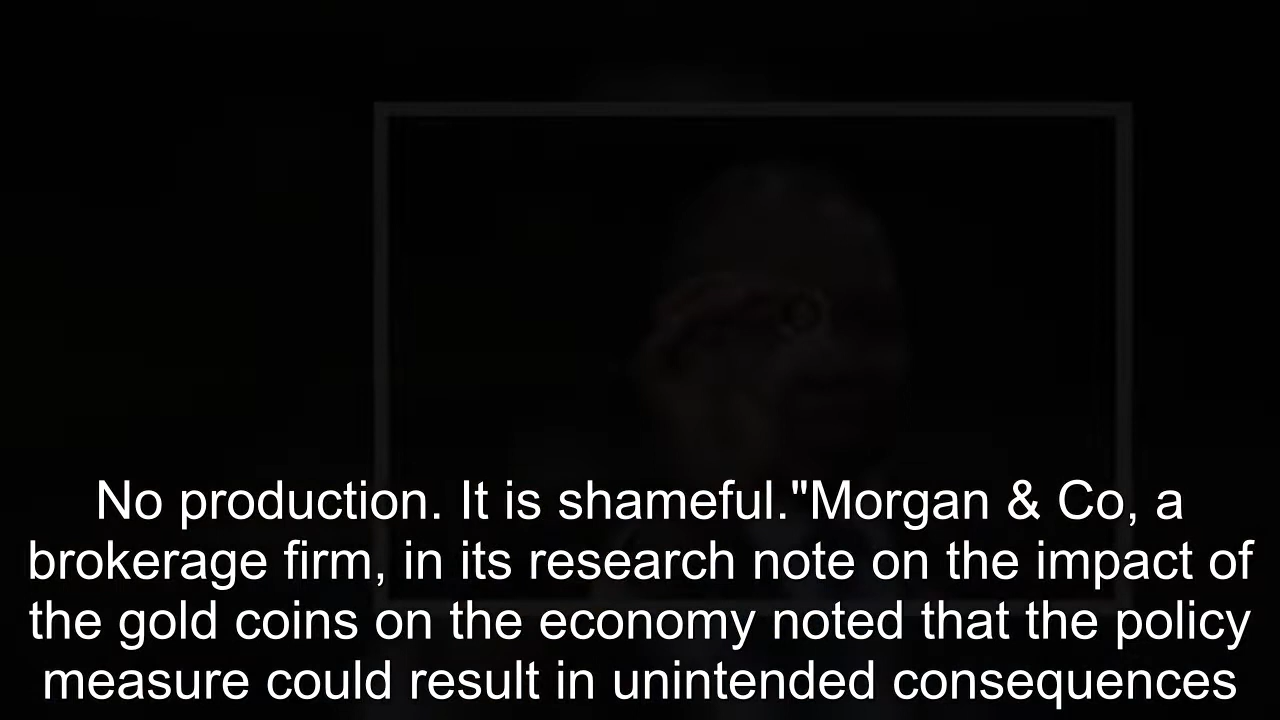 No production. It is shameful."Morgan & Co, a
brokerage firm, in its research note on the impact of
the gold coins on the economy noted that the policy
measure could result in unintended consequences